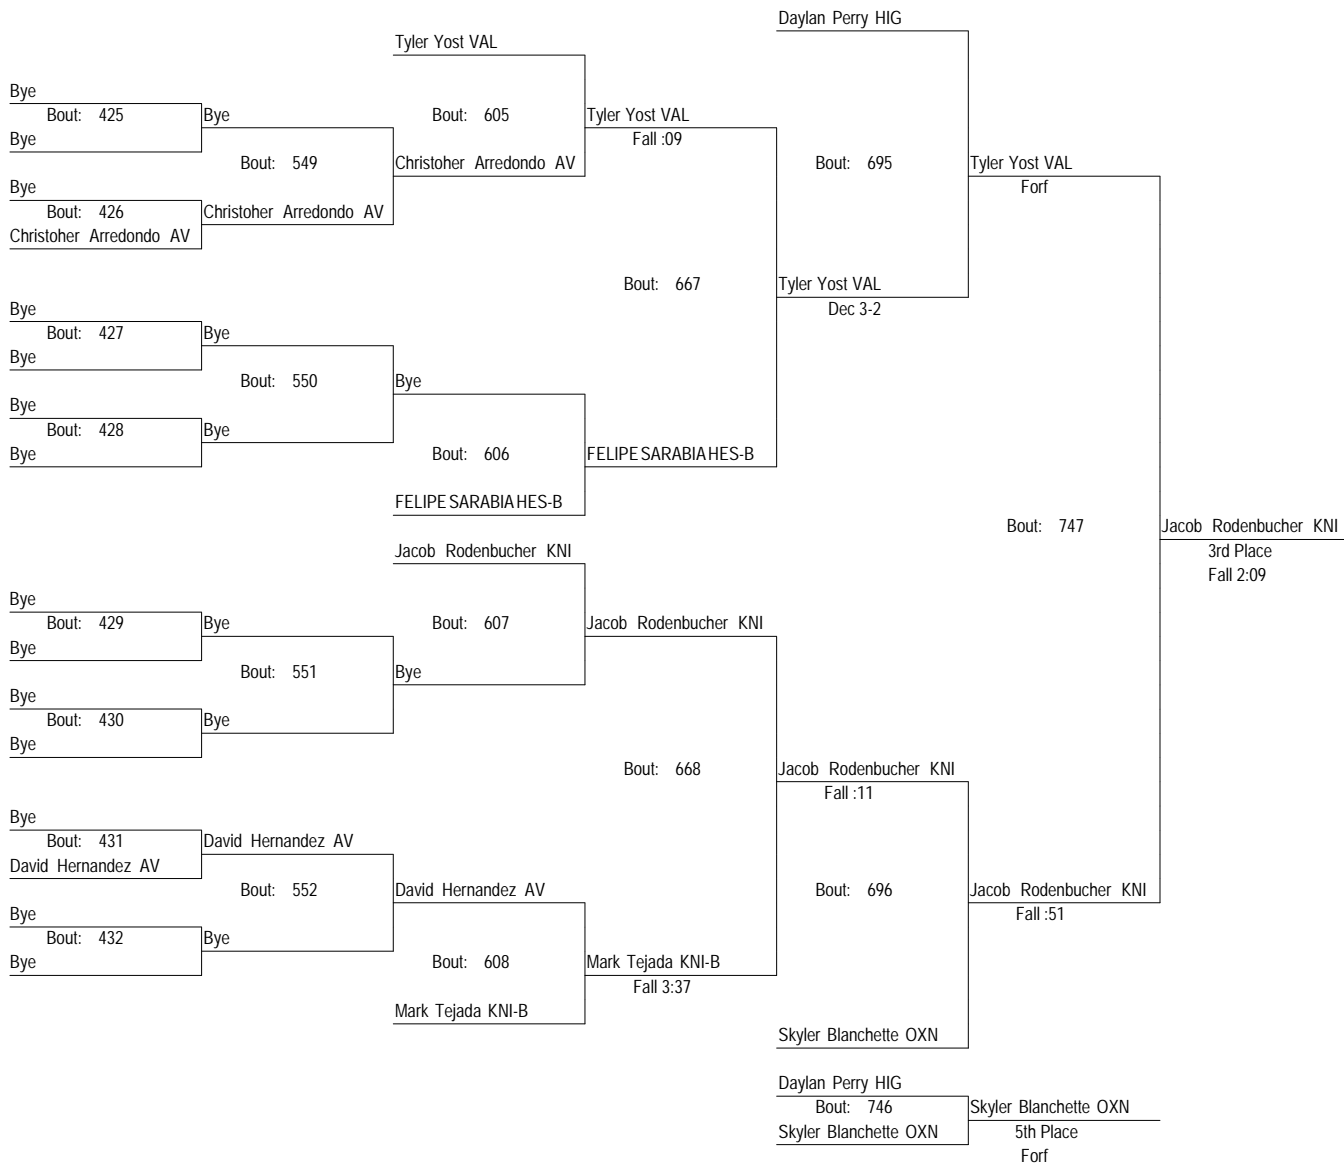 Daylan Perry HIG
Tyler Yost VAL
Bye
Bout: 425
Bye
Bye
Bout: 605
Tyler Yost VAL
Fall :09
Bye
Bout: 549
Christoher Arredondo AV
Bout: 695
Tyler Yost VAL
Forf
Bye
Bout: 426
Christoher Arredondo AV
Christoher Arredondo AV
Bout: 667
Tyler Yost VAL
Dec 3-2
Bye
Bout: 427
Bye
Bye
Bout: 550
Bye
Bye
Bout: 428
Bye
Bye
Bout: 606
FELIPE SARABIA HES-B
FELIPE SARABIA HES-B
Bout: 747
Jacob Rodenbucher KNI
3rd Place
Fall 2:09
Jacob Rodenbucher KNI
Bye
Bout: 429
Bye
Bye
Bout: 607
Jacob Rodenbucher KNI
Bout: 551
Bye
Bye
Bout: 430
Bye
Bye
Bout: 668
Jacob Rodenbucher KNI
Fall :11
Bye
Bout: 431
David Hernandez AV
David Hernandez AV
Bout: 552
David Hernandez AV
Bout: 696
Jacob Rodenbucher KNI
Fall :51
Bye
Bout: 432
Bye
Bye
Bout: 608
Mark Tejada KNI-B
Fall 3:37
Mark Tejada KNI-B
Skyler Blanchette OXN
Daylan Perry HIG
Bout: 746
Skyler Blanchette OXN
Skyler Blanchette OXN
5th Place
Forf